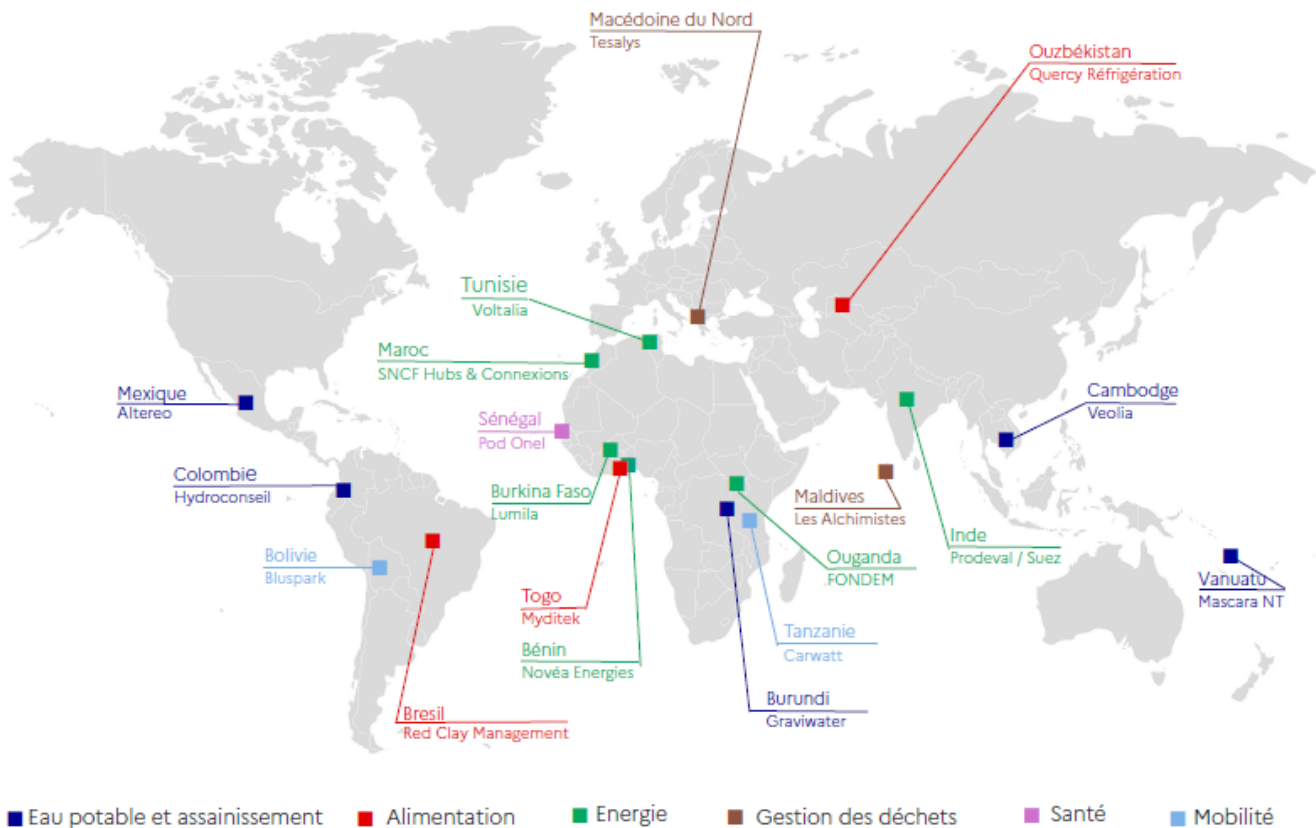 Macédoine du Nord
Tesalys
Ouzbékistan
Quercy Réfrigération
Tunisie
Voltalia
Maroc
SNCF Hubs & Connexions
Mexique
Altereo
Cambodge
Veolia
Sénégal
Pod Onel
Colombie
Hydroconseil
Burkina Faso
Lumila
Maldives
Les Alchimistes
Inde
Prodeval / Suez
Bolivie
Bluspark
Ouganda
FONDEM
Vanuatu
Mascara NT
Togo
Myditek
Tanzanie
Carwatt
Bénin
Novéa Energies
Burundi
Graviwater
Bresil
Red Clay Management
Eau potable et assainissement Alimentation Energie Gestion des déchets Santé Mobilité